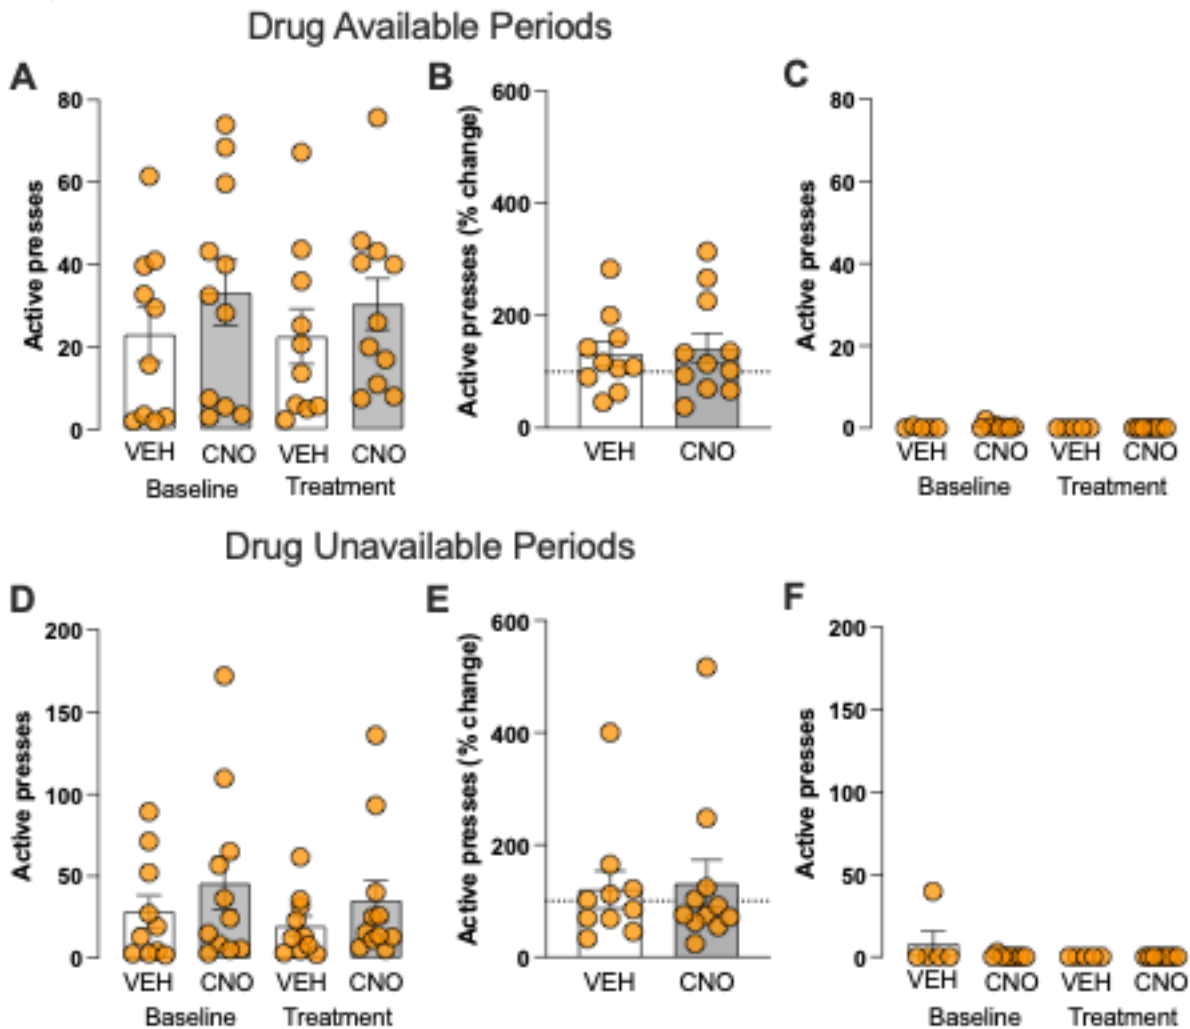 Drug Available Periods
A
B
C
Active presses
80
60
40
20
0
VEH CNO VEH CNO
Baseline Treatment
Active presses (% change)
600
400
200
0
VEH CNO
Active presses
80
60
40
20
0
VEH CNO VEH CNO
Baseline Treatment
Drug Unavailable Periods
D
E
F
Active presses
200
150
100
50
0
VEH CNO VEH CNO
Baseline Treatment
Active presses (% change)
600
400
200
0
VEH CNO
Active presses
200
150
100
50
0
VEH CNO VEH CNO
Baseline Treatment